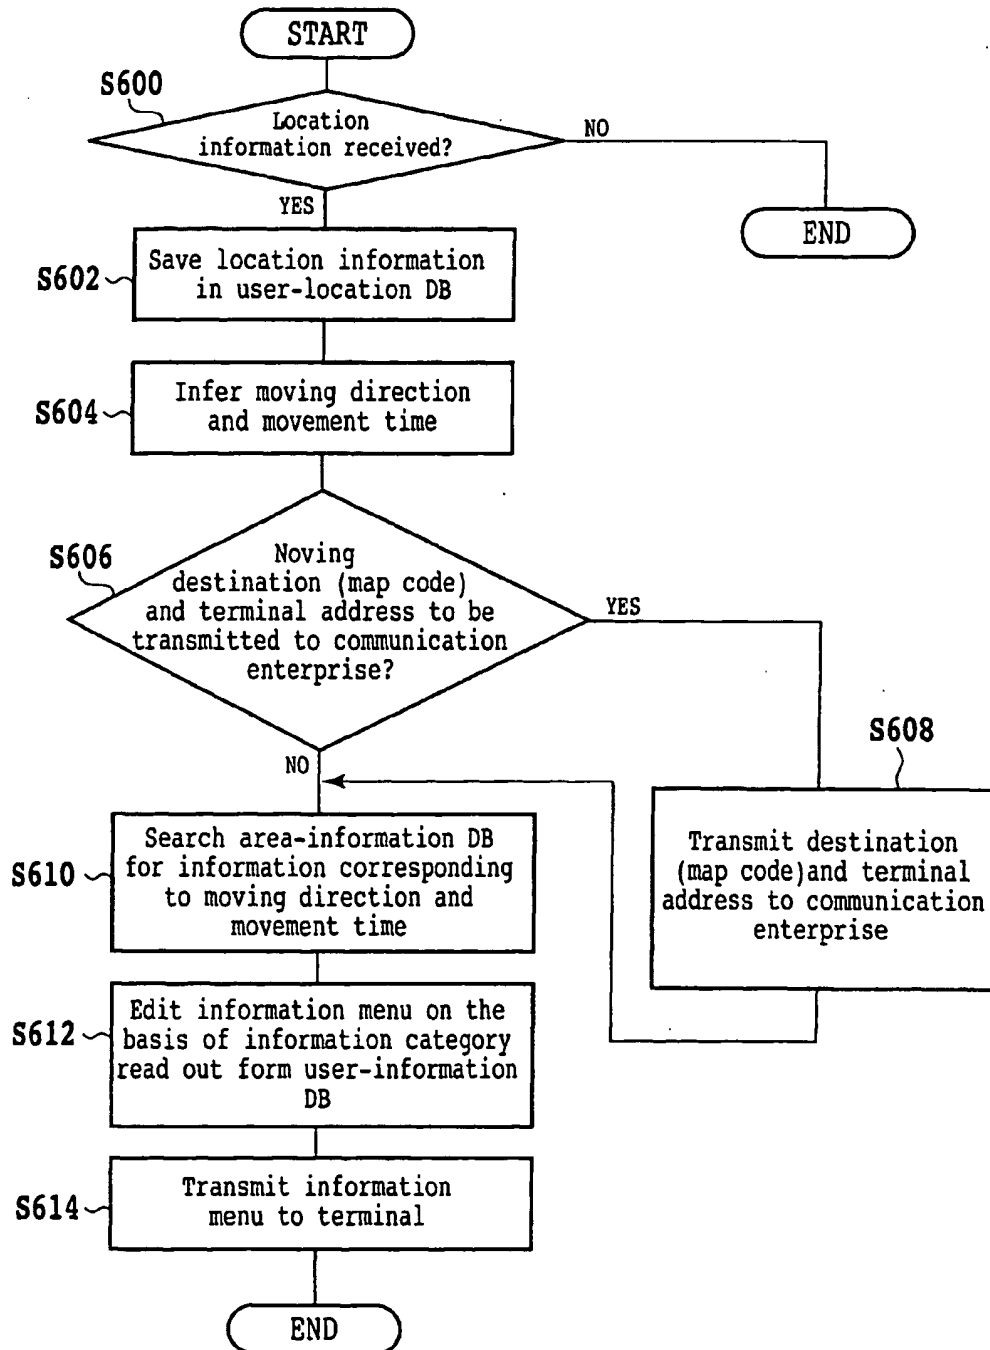 START
S600
Location
information received?
NO
YES
END
S602
Save location information
in user-location DB
S604
Infer moving direction
and movement time
S606
Noving
destination (map code)
and terminal address to be
transmitted to communication
enterprise?
YES
NO
S608
Transmit destination
(map code)and terminal
address to communication
enterprise
S610
Search area-information DB
for information corresponding
to moving direction and
movement time
S612
Edit information menu on the
basis of information category
read out form user-information
DB
S614
Transmit information
menu to terminal
END